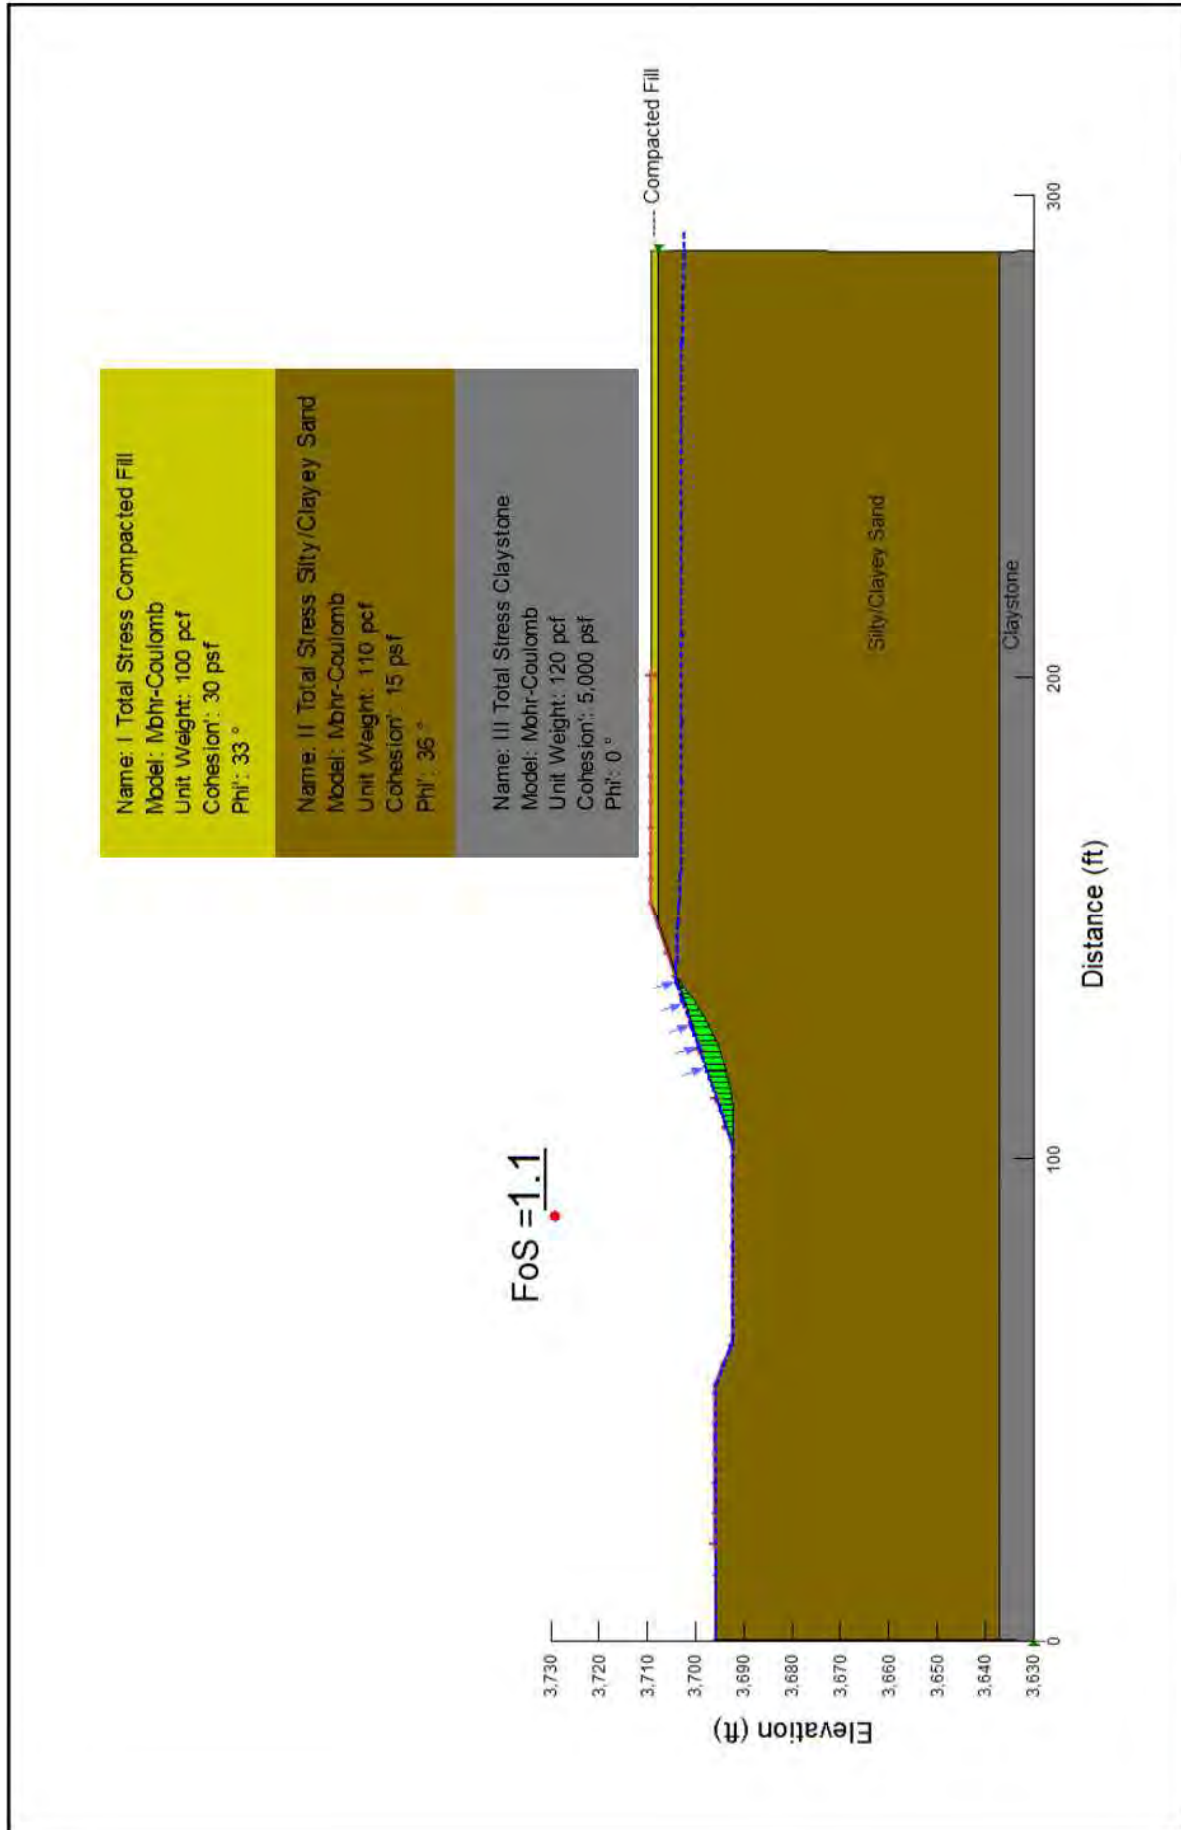 Name: I Total Stress Compacted Fill
Model: Mohr-Coulomb
Unit Weight: 100 pcf
Cohesion': 30 psf
Phi': 33 °
Name: II Total Stress Silty/Clayey Sand
Model: Mohr-Coulomb
Unit Weight: 110 pcf
Cohesion': 15 psf
Phi': 36 °
Name: III Total Stress Claystone
Model: Mohr-Coulomb
Unit Weight: 120 pcf
Cohesion': 5,000 psf
Phi': 0 °
FoS = 1.1
Compacted Fill
Silty/Clayey Sand
Claystone
Elevation (ft)
3,730
3,720
3,710
3,700
3,690
3,680
3,670
3,660
3,650
3,640
3,630
0
100
200
300
Distance (ft)